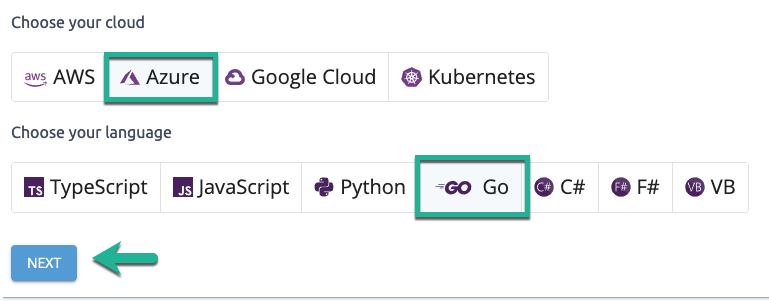 Choose your cloud
aws AWS Azure Google Cloud Kubernetes
Choose your language
TS TypeScript JS JavaScript Python GO Go C# C# F# F# VB VB
NEXT